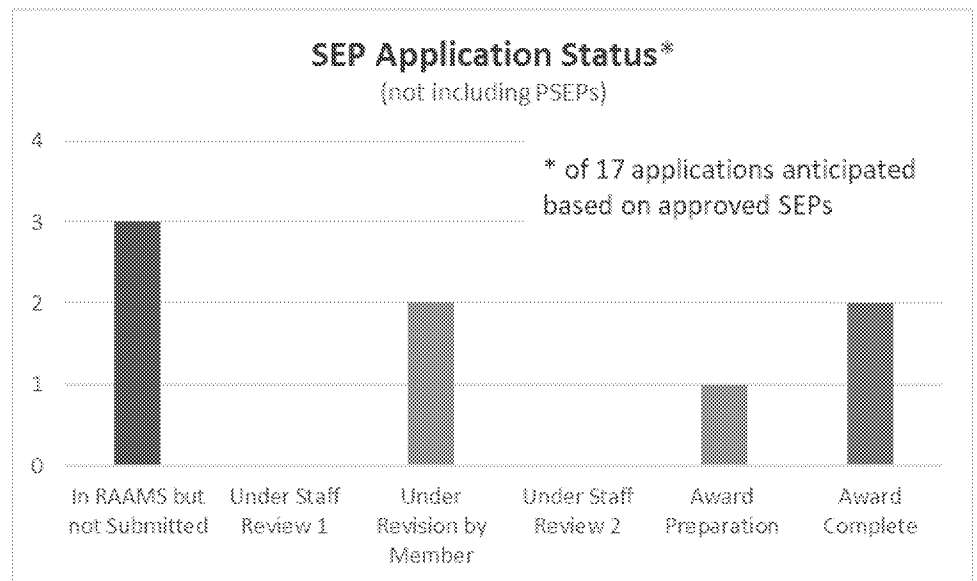 SEP Application Status*
(not including PSEPs)
* of 17 applications anticipated
based on approved SEPs
4
3
2
1
0
In RAAMS but
not Submitted
Under Staff
Review 1
Under
Revision by
Member
Under Staff
Review 2
Award
Preparation
Award
Complete